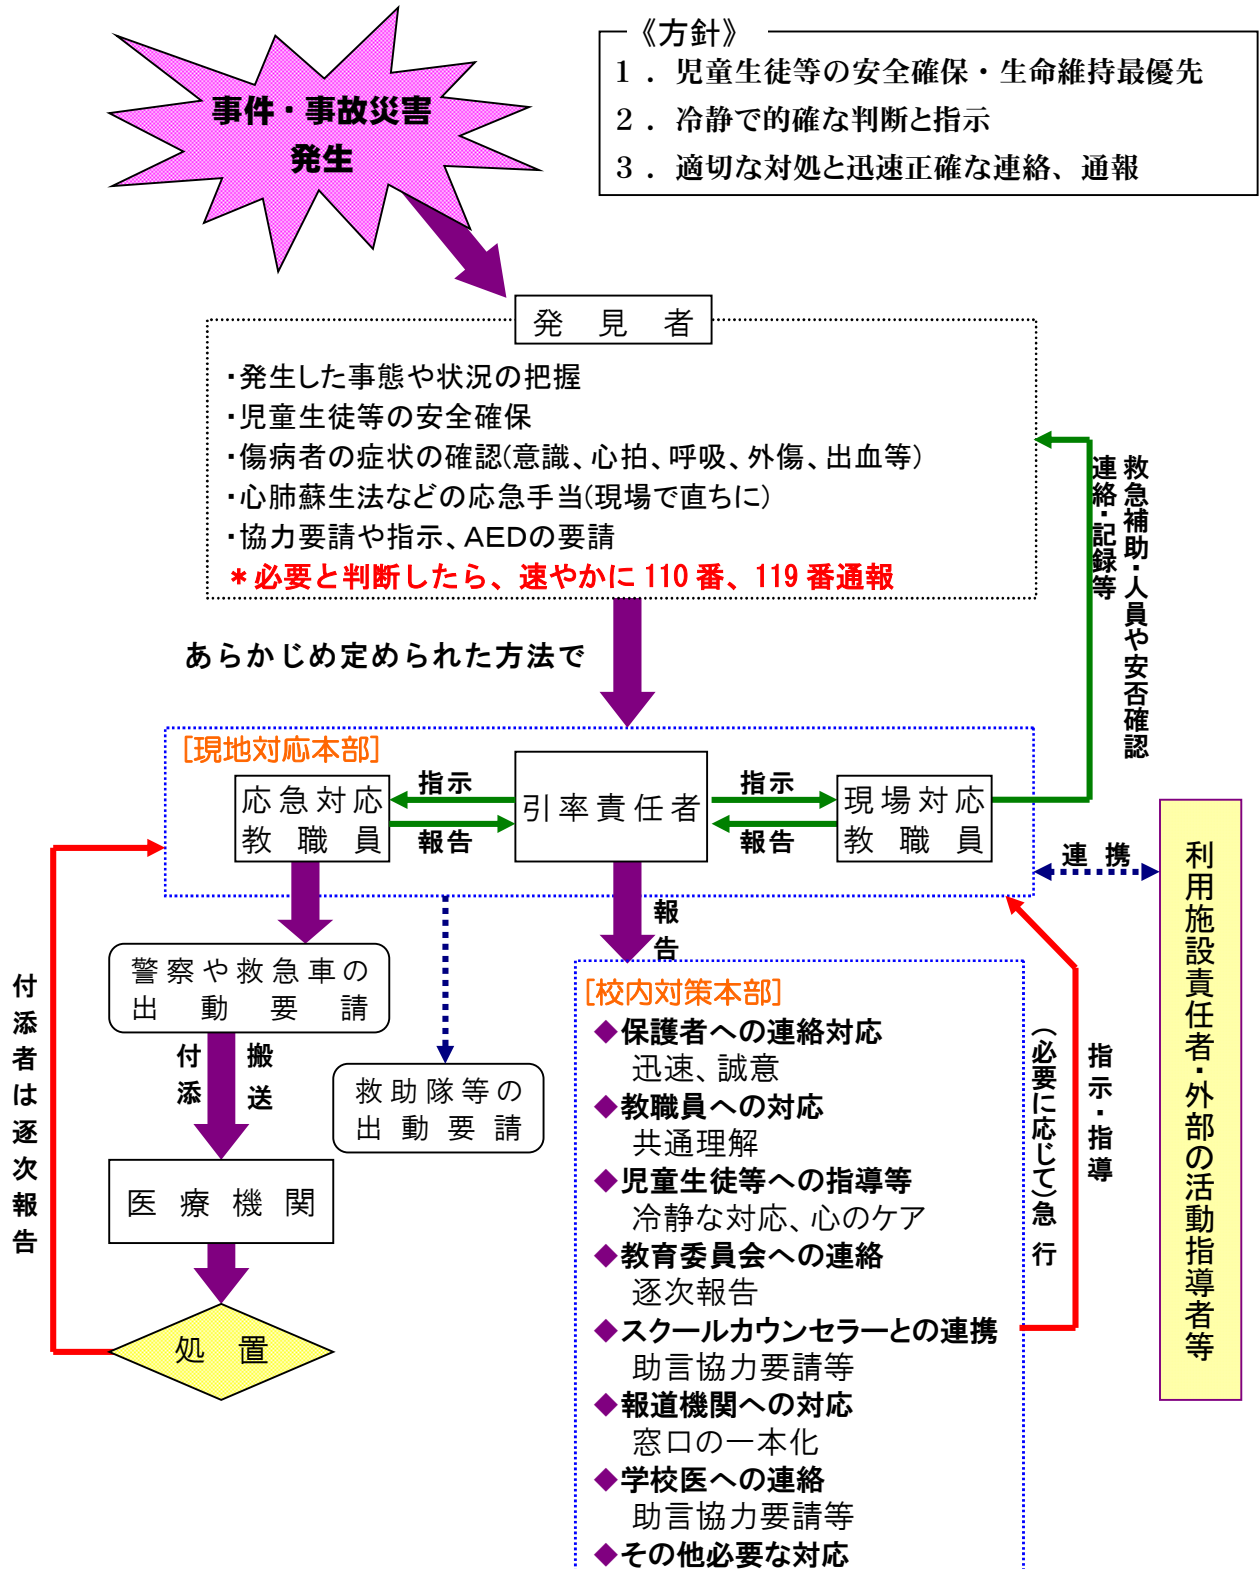 《方針》
１．児童生徒等の安全確保・生命維持最優先
２．冷静で的確な判断と指示
３．適切な対処と迅速正確な連絡、通報
事件・事故災害
発生
発見者
・発生した事態や状況の把握
・児童生徒等の安全確保
・傷病者の症状の確認(意識、心拍、呼吸、外傷、出血等)
・心肺蘇生法などの応急手当(現場で直ちに)
・協力要請や指示、AEDの要請
＊必要と判断したら、速やかに110番、119番通報
救急補助・人員や安否確認
連絡・記録等
あらかじめ定められた方法で
[現地対応本部]
応急対応
教職員
指示
報告
引率責任者
指示
報告
現場対応
教職員
連携
利用施設責任者・外部の活動指導者等
報告
警察や救急車の
出動要請
付添
搬送
救助隊等の
出動要請
医療機関
処置
付添者は逐次報告
[校内対策本部]
◆保護者への連絡対応
迅速、誠意
◆教職員への対応
共通理解
◆児童生徒等への指導等
冷静な対応、心のケア
◆教育委員会への連絡
逐次報告
◆スクールカウンセラーとの連携
助言協力要請等
◆報道機関への対応
窓口の一本化
◆学校医への連絡
助言協力要請等
◆その他必要な対応
指示・指導
(必要に応じて)急行